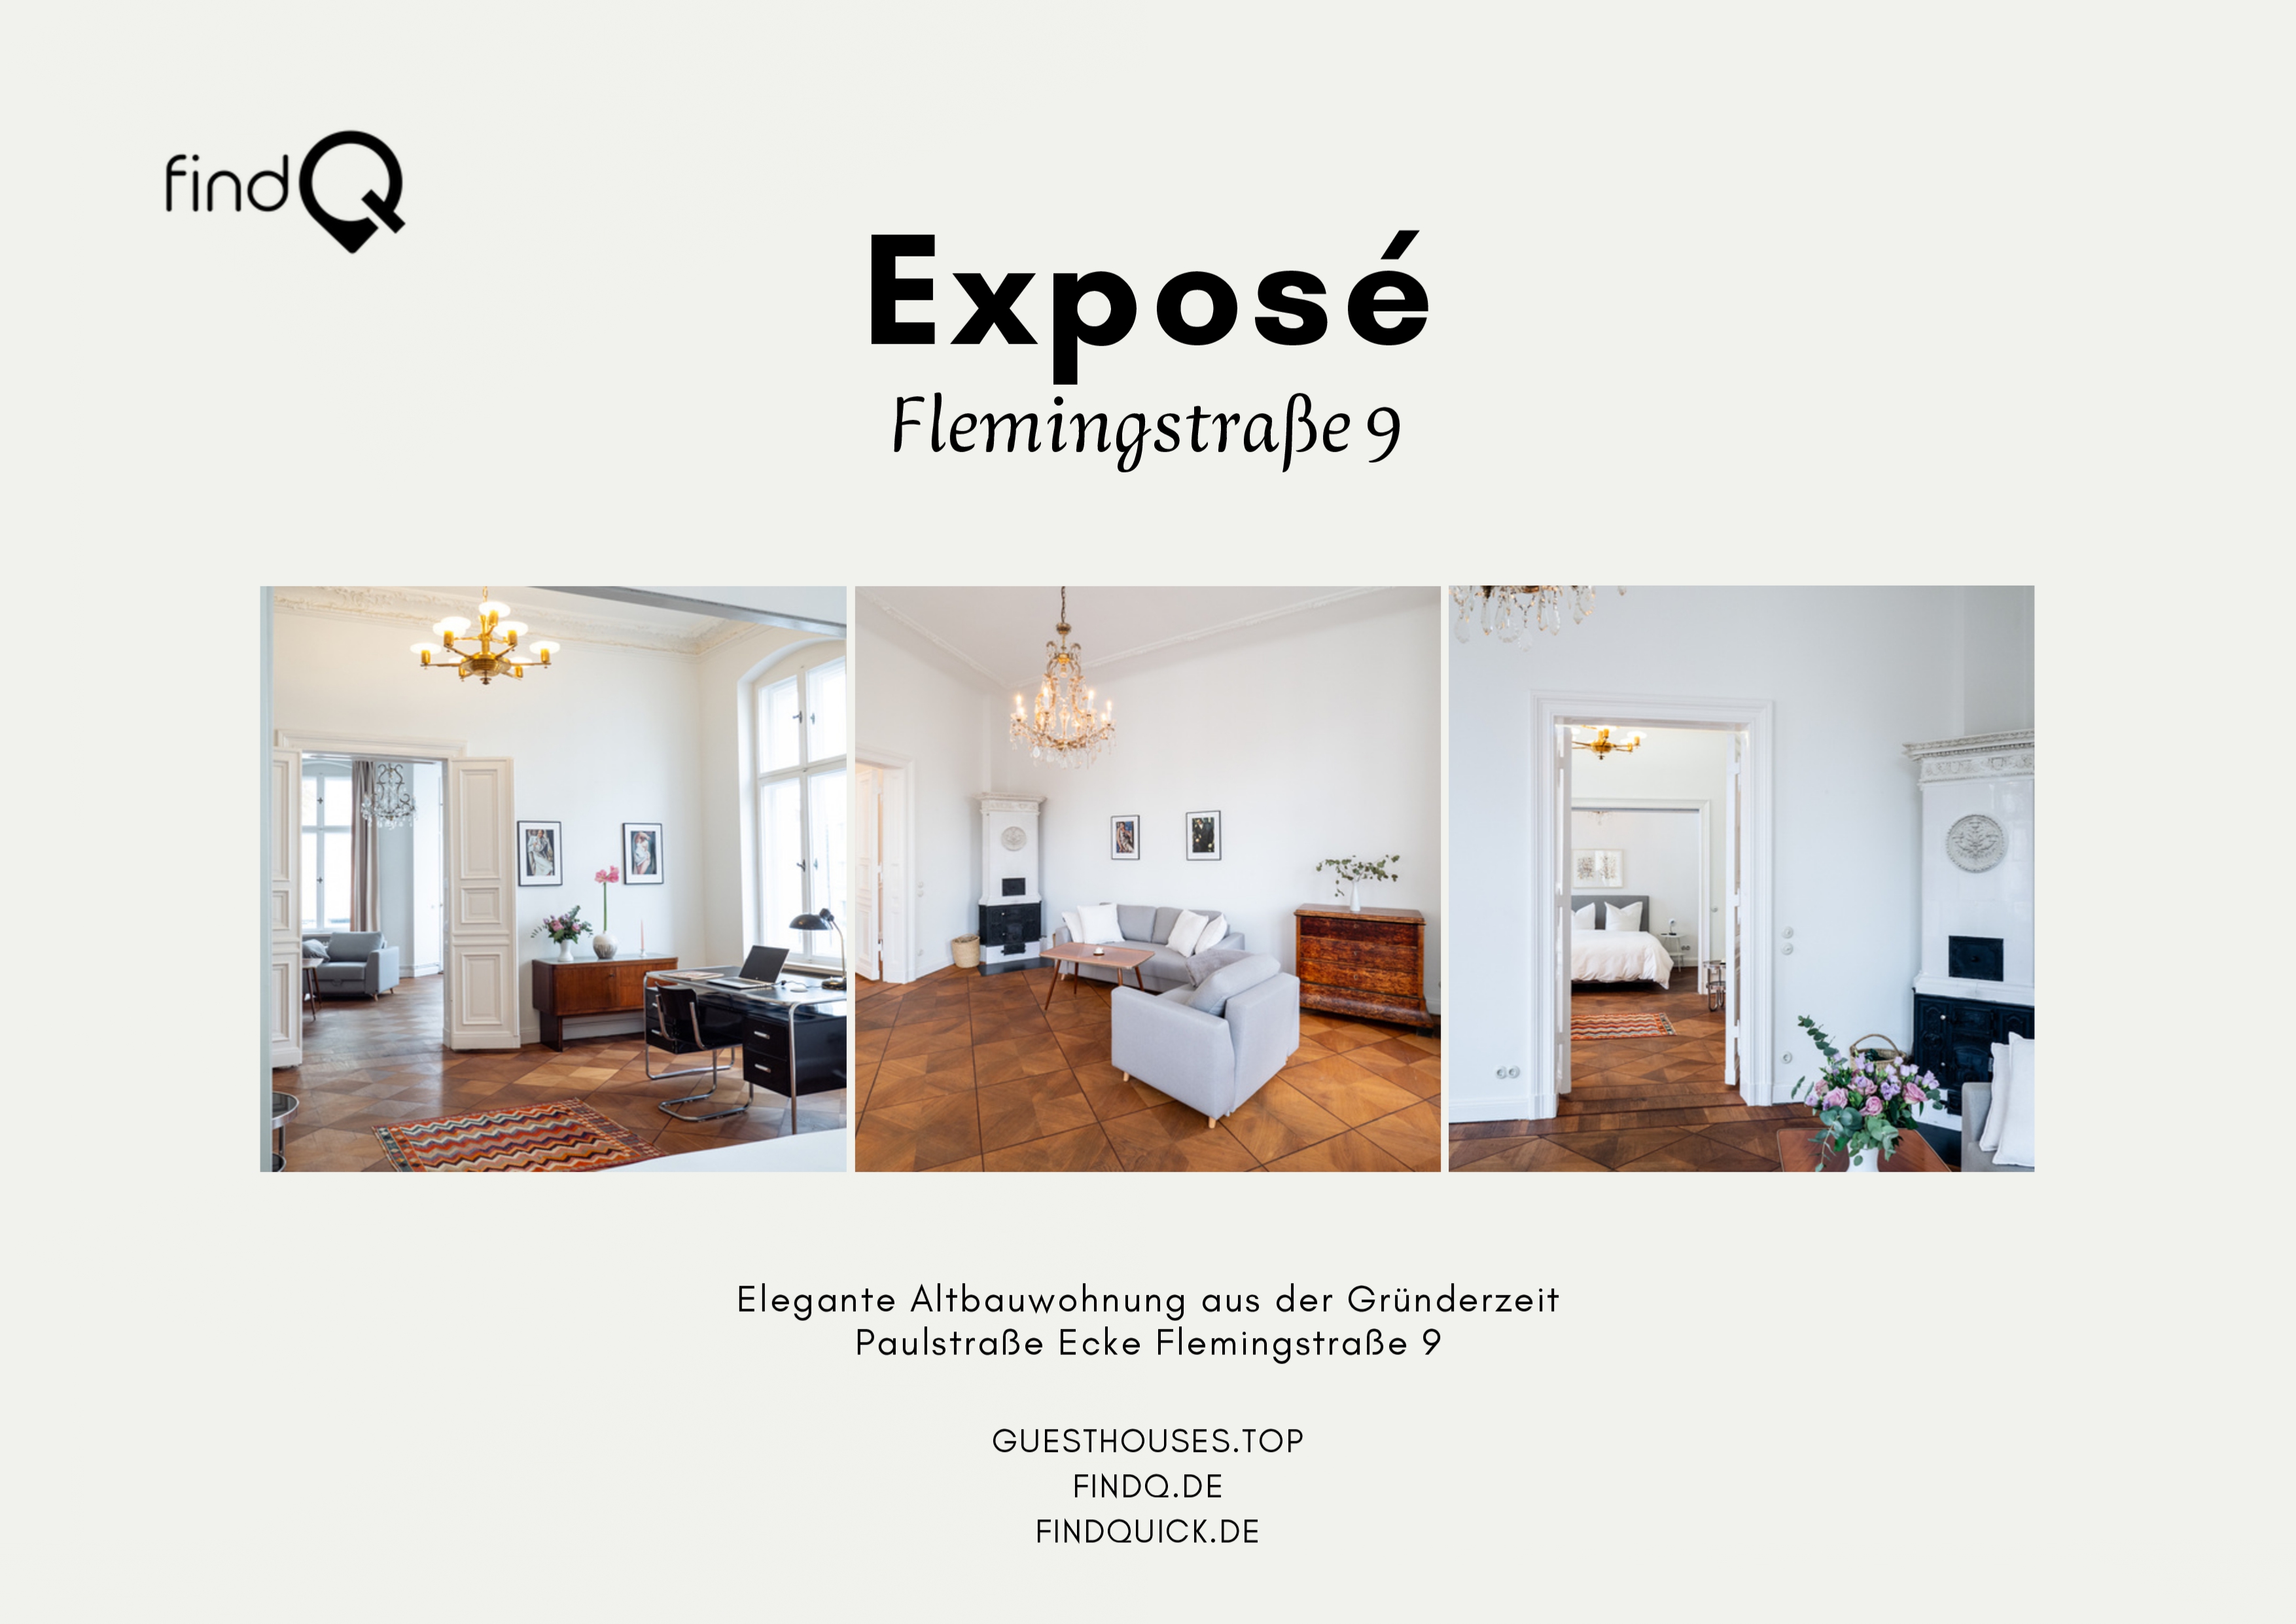 findQ
Exposé
Flemingstraße 9
Elegante Altbauwohnung aus der Gründerzeit
Paulstraße Ecke Flemingstraße 9
GUESTHOUSES.TOP
FINDQ.DE
FINDQUICK.DE